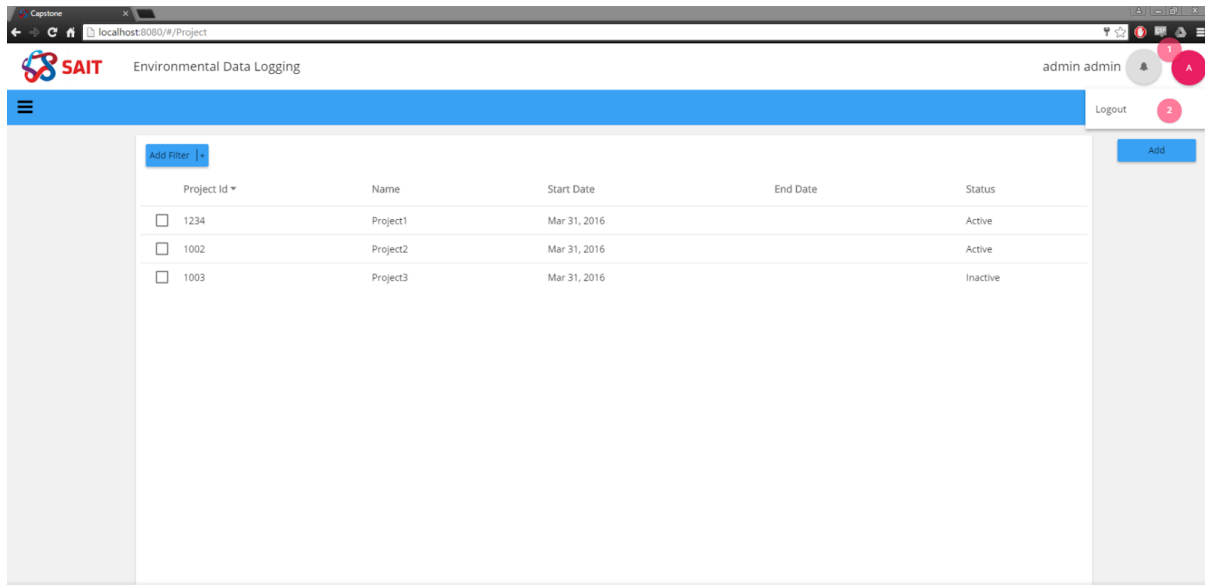 Capstone
localhost:8080/#/Project
SAIT Environmental Data Logging admin admin 1 A
Logout 2
Add Filter + Add
Project Id Name Start Date End Date Status
1234 Project1 Mar 31, 2016 Active
1002 Project2 Mar 31, 2016 Active
1003 Project3 Mar 31, 2016 Inactive